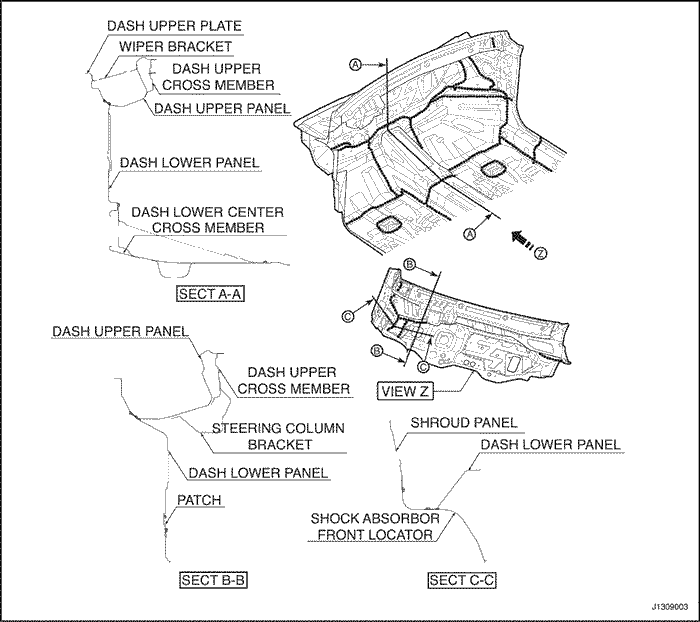 DASH UPPER PLATE
WIPER BRACKET
DASH UPPER
CROSS MEMBER
DASH UPPER PANEL
DASH LOWER PANEL
DASH LOWER CENTER
CROSS MEMBER
SECT A-A
A
A
Z
B
C
B
C
VIEW Z
DASH UPPER PANEL
DASH UPPER
CROSS MEMBER
STEERING COLUMN
BRACKET
DASH LOWER PANEL
PATCH
SECT B-B
SHROUD PANEL
DASH LOWER PANEL
SHOCK ABSORBOR
FRONT LOCATOR
SECT C-C
J1309003